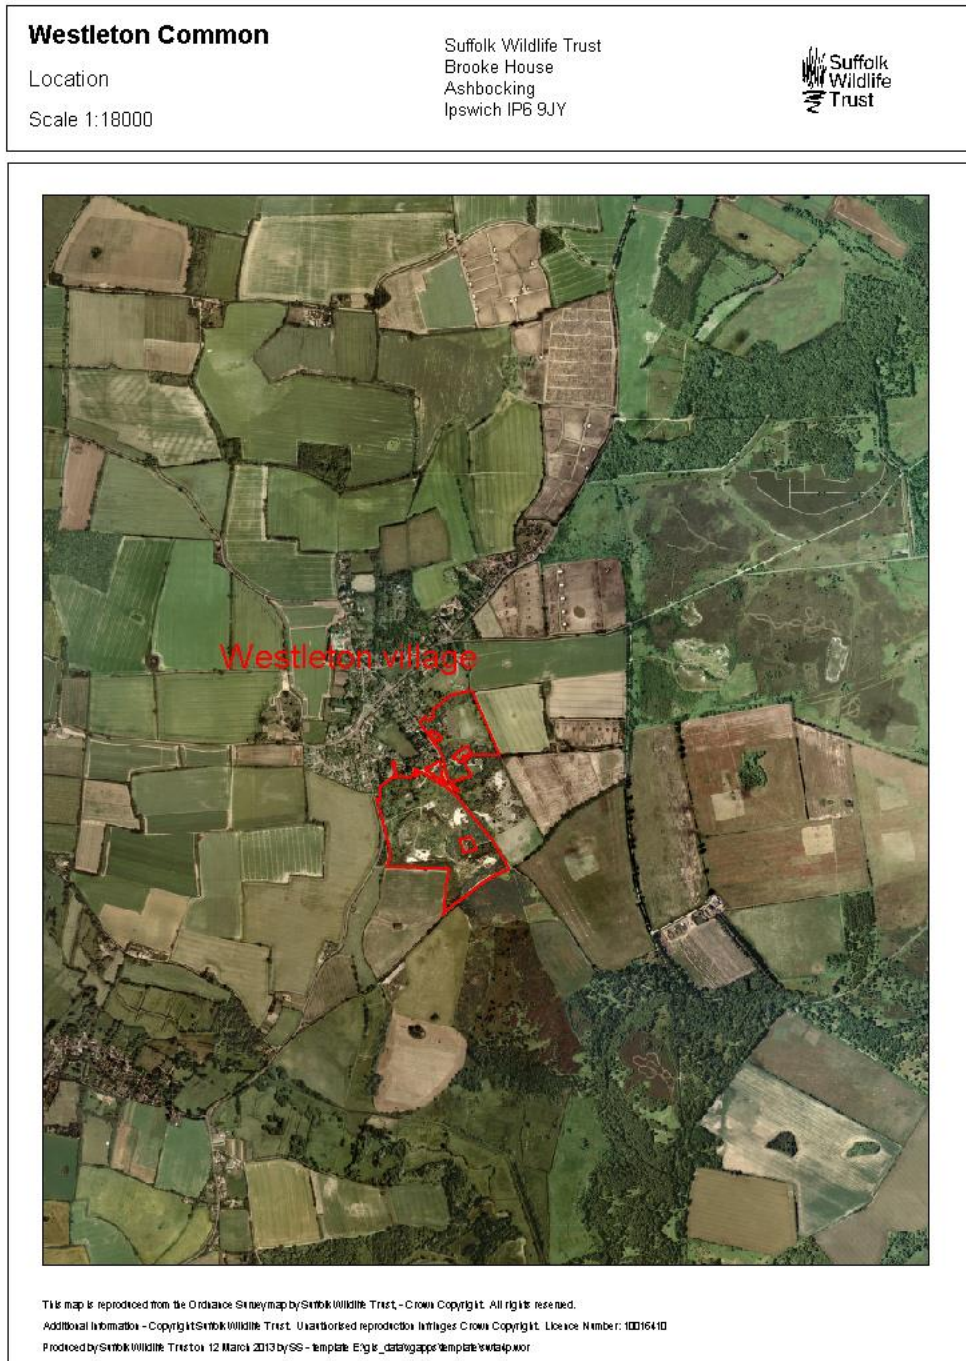 Westleton Common
Location
Scale 1:18000
Suffolk Wildlife Trust
Brooke House
Ashbocking
Ipswich IP6 9JY
Suffolk
Wildlife
Trust
Westleton village
This map is reproduced from the Ordnance Survey map by Suffolk Wildlife Trust, - Crown Copyright. All rights reserved.
Additional Information - Copyright Suffolk Wildlife Trust. Unauthorised reproduction infringes Crown Copyright. Licence Number: 10016410
Produced by Suffolk Wildlife Trust on 12 March 2013 by SS - template